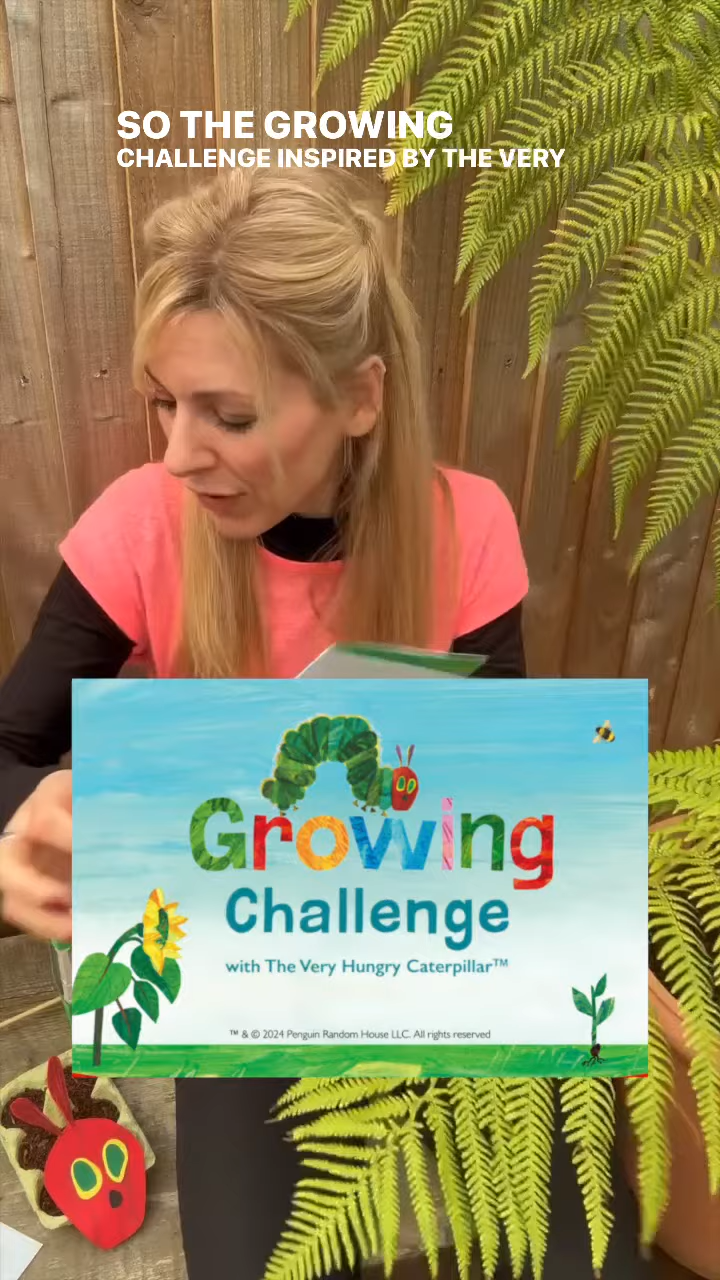 SO THE GROWING
CHALLENGE INSPIRED BY THE VERY
Growing
Challenge
with The Very Hungry Caterpillar™
™ & © 2024 Penguin Random House LLC. All rights reserved